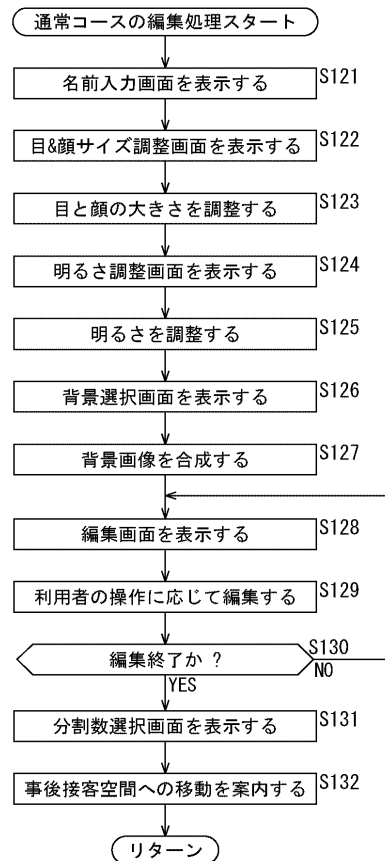 通常コースの編集処理スタート
名前入力画面を表示する S121
目&顔サイズ調整画面を表示する S122
目と顔の大きさを調整する S123
明るさ調整画面を表示する S124
明るさを調整する S125
背景選択画面を表示する S126
背景画像を合成する S127
編集画面を表示する S128
利用者の操作に応じて編集する S129
編集終了か ? S130
NO
YES
分割数選択画面を表示する S131
事後接客空間への移動を案内する S132
リターン